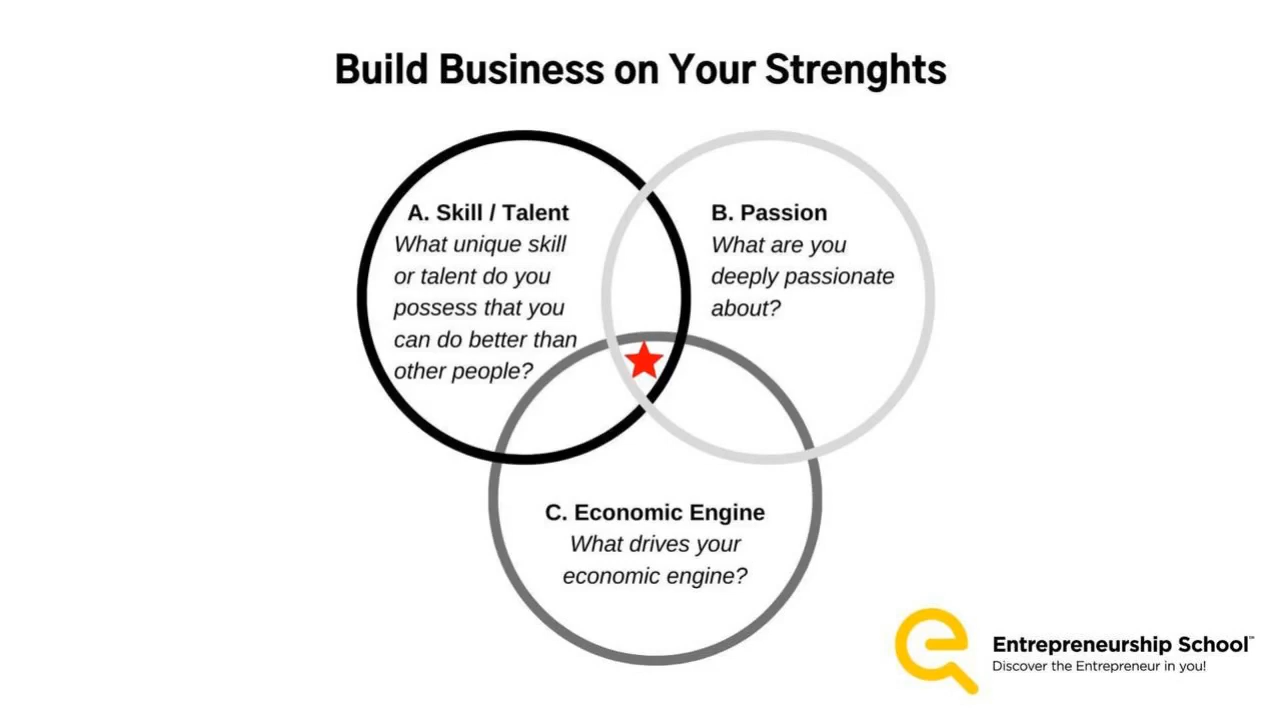 Build Business on Your Strenghts
A. Skill / Talent
What unique skill
or talent do you
possess that you
can do better than
other people?
B. Passion
What are you
deeply passionate
about?
C. Economic Engine
What drives your
economic engine?
Entrepreneurship School™
Discover the Entrepreneur in you!